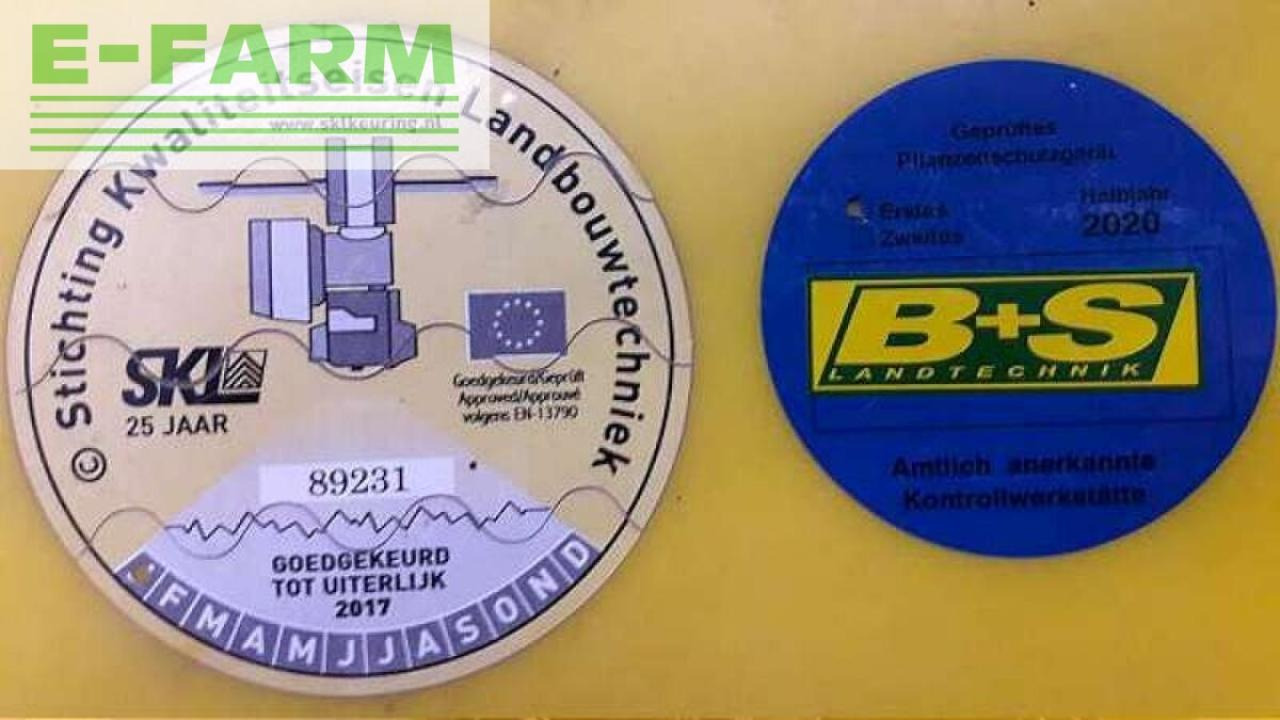 E-FARM
© Stichting Kwaliteitseisen Landbouwtechniek
www.sklkeuring.nl
SKL
25 JAAR
Goedgekeurd/Geprüft
Approved/Approuvé
volgens EN-13790
89231
GOEDGEKEURD
TOT UITERLIJK
2017
F M A M J J A S O N D
Geprüftes
Pflanzenschutzgerät
Erstes Halbjahr
Zweites 2020
B+S
LANDTECHNIK
Amtlich anerkannte
Kontrollwerkstätte